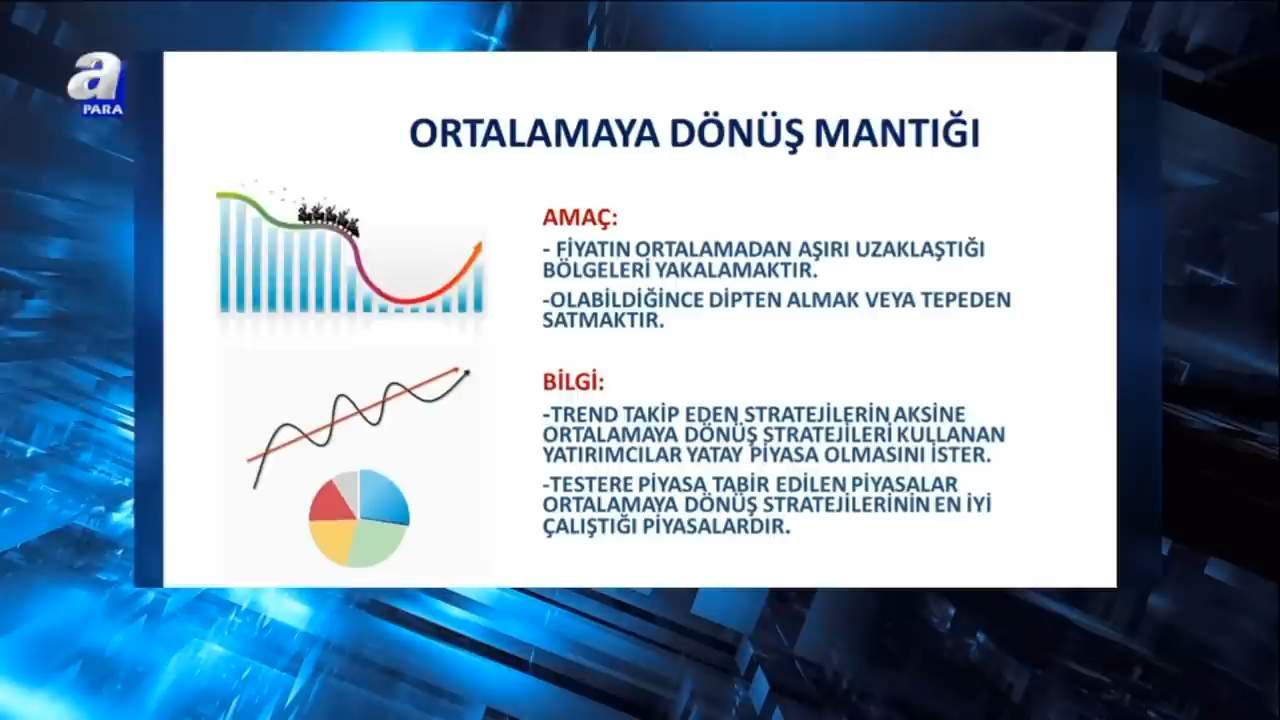 a
PARA
ORTALAMAYA DÖNÜŞ MANTIĞI
AMAÇ:
- FİYATIN ORTALAMADAN AŞIRI UZAKLAŞTIĞI
BÖLGELERİ YAKALAMAKTIR.
-OLABİLDİĞİNCE DİPTEN ALMAK VEYA TEPEDEN
SATMAKTIR.
BİLGİ:
-TREND TAKİP EDEN STRATEJİLERİN AKSİNE
ORTALAMAYA DÖNÜŞ STRATEJİLERİ KULLANAN
YATIRIMCILAR YATAY PİYASA OLMASINI İSTER.
-TESTERE PİYASA TABİR EDİLEN PİYASALAR
ORTALAMAYA DÖNÜŞ STRATEJİLERİNİN EN İYİ
ÇALIŞTIĞI PİYASALARDIR.